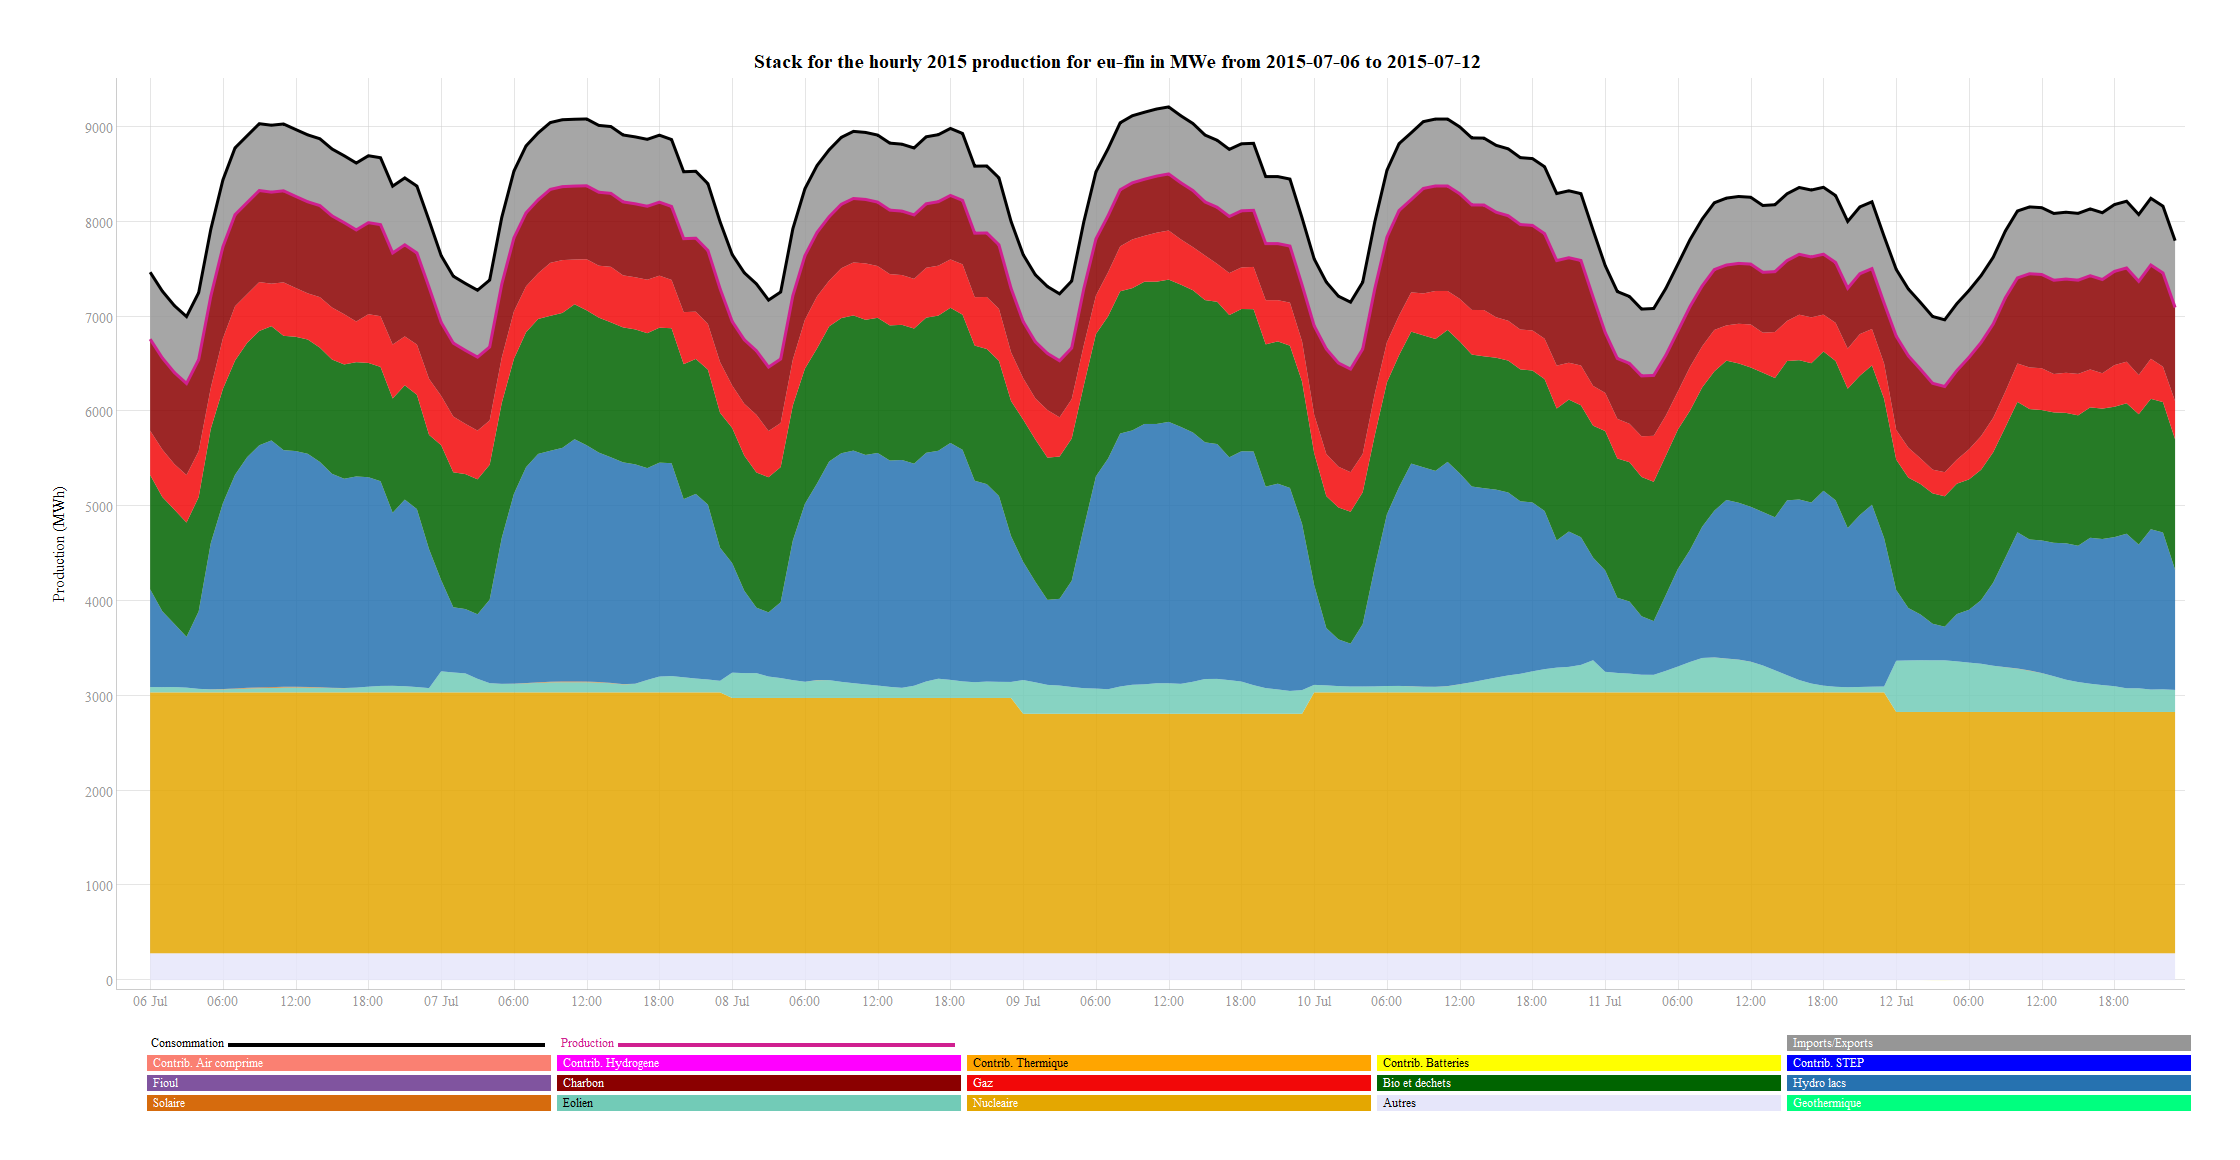 Stack for the hourly 2015 production for eu-fin in MWe from 2015-07-06 to 2015-07-12
Production (MWh)
9000
8000
7000
6000
5000
4000
3000
2000
1000
0
06 Jul 06:00 12:00 18:00 07 Jul 06:00 12:00 18:00 08 Jul 06:00 12:00 18:00 09 Jul 06:00 12:00 18:00 10 Jul 06:00 12:00 18:00 11 Jul 06:00 12:00 18:00 12 Jul 06:00 12:00 18:00
Consommation Production Imports/Exports
Contrib. Air comprime Contrib. Hydrogene Contrib. Thermique Contrib. Batteries Contrib. STEP
Fioul Charbon Gaz Bio et dechets Hydro lacs
Solaire Eolien Nucleaire Autres Geothermique